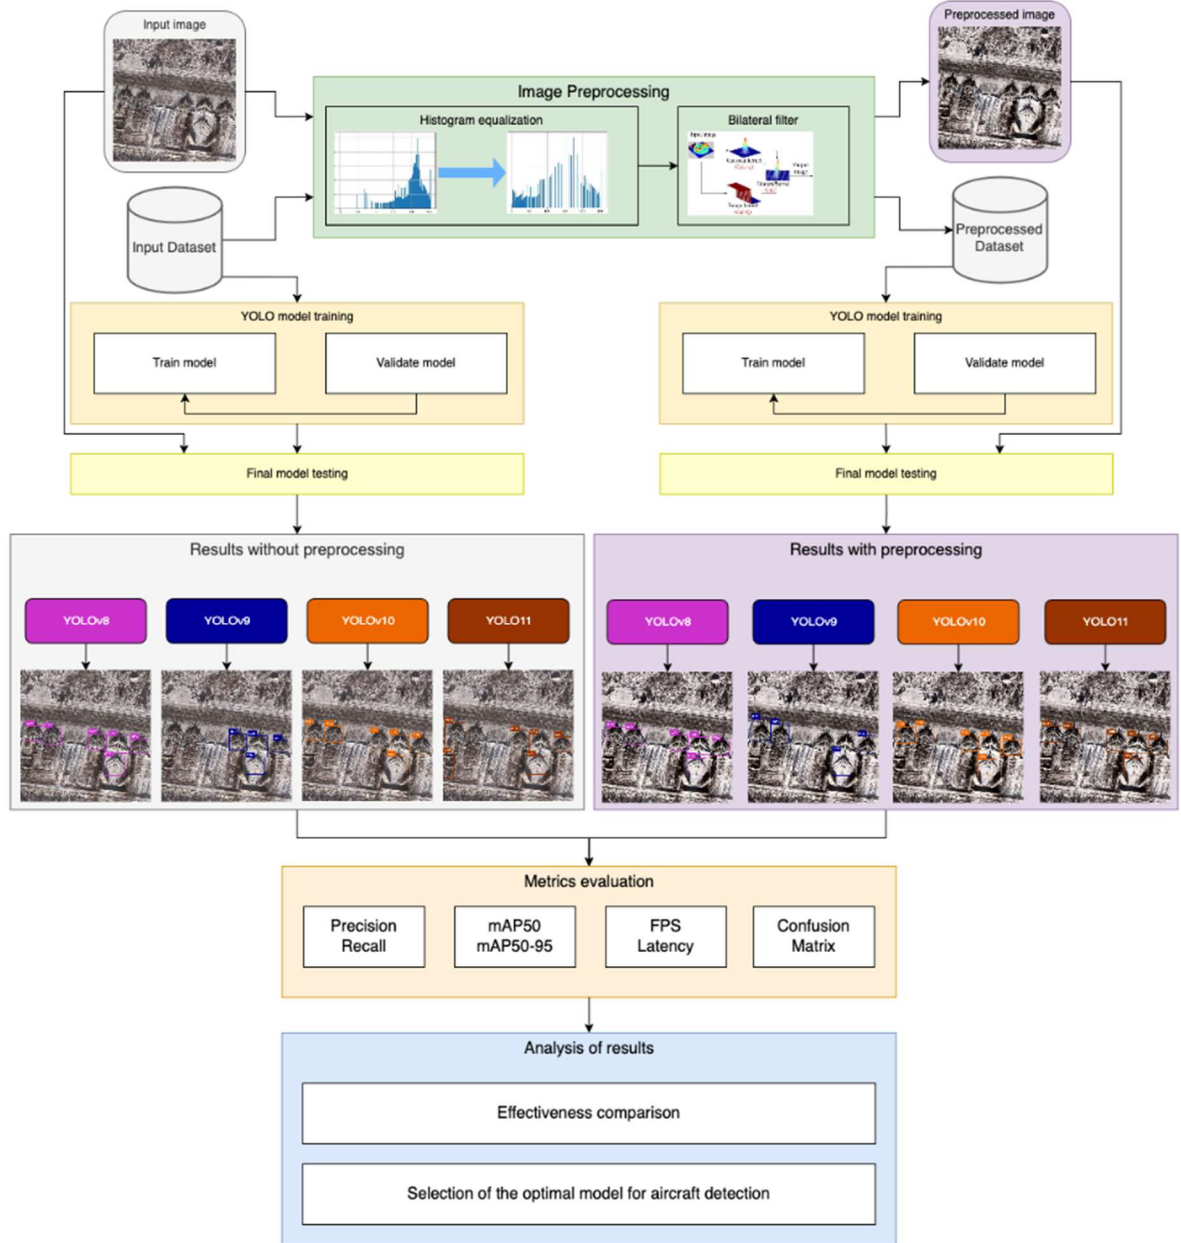 Input image
Preprocessed image
Image Preprocessing
Histogram equalization
Bilateral filter
Input Dataset
Preprocessed
Dataset
YOLO model training
Train model
Validate model
YOLO model training
Train model
Validate model
Final model testing
Final model testing
Results without preprocessing
YOLOv8
YOLOv9
YOLOv10
YOLO11
Results with preprocessing
YOLOv8
YOLOv9
YOLOv10
YOLO11
Metrics evaluation
Precision
Recall
mAP50
mAP50-95
FPS
Latency
Confusion
Matrix
Analysis of results
Effectiveness comparison
Selection of the optimal model for aircraft detection